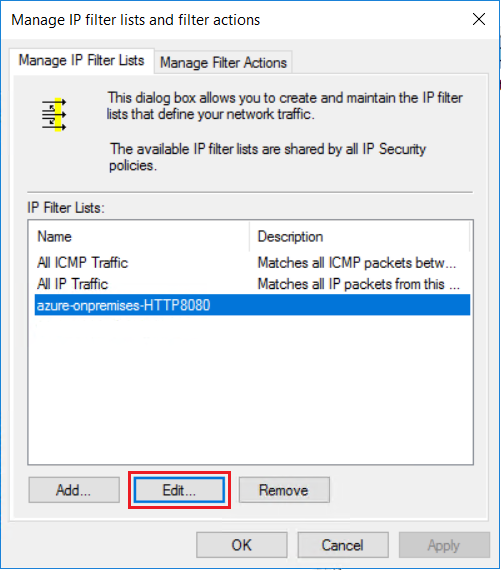 Manage IP filter lists and filter actions
Manage IP Filter Lists
Manage Filter Actions
This dialog box allows you to create and maintain the IP filter
lists that define your network traffic.
The available IP filter lists are shared by all IP Security
policies.
IP Filter Lists:
Name Description
All ICMP Traffic Matches all ICMP packets betw...
All IP Traffic Matches all IP packets from this ...
azure-onpremises-HTTP8080
Add... Edit... Remove
OK Cancel Apply